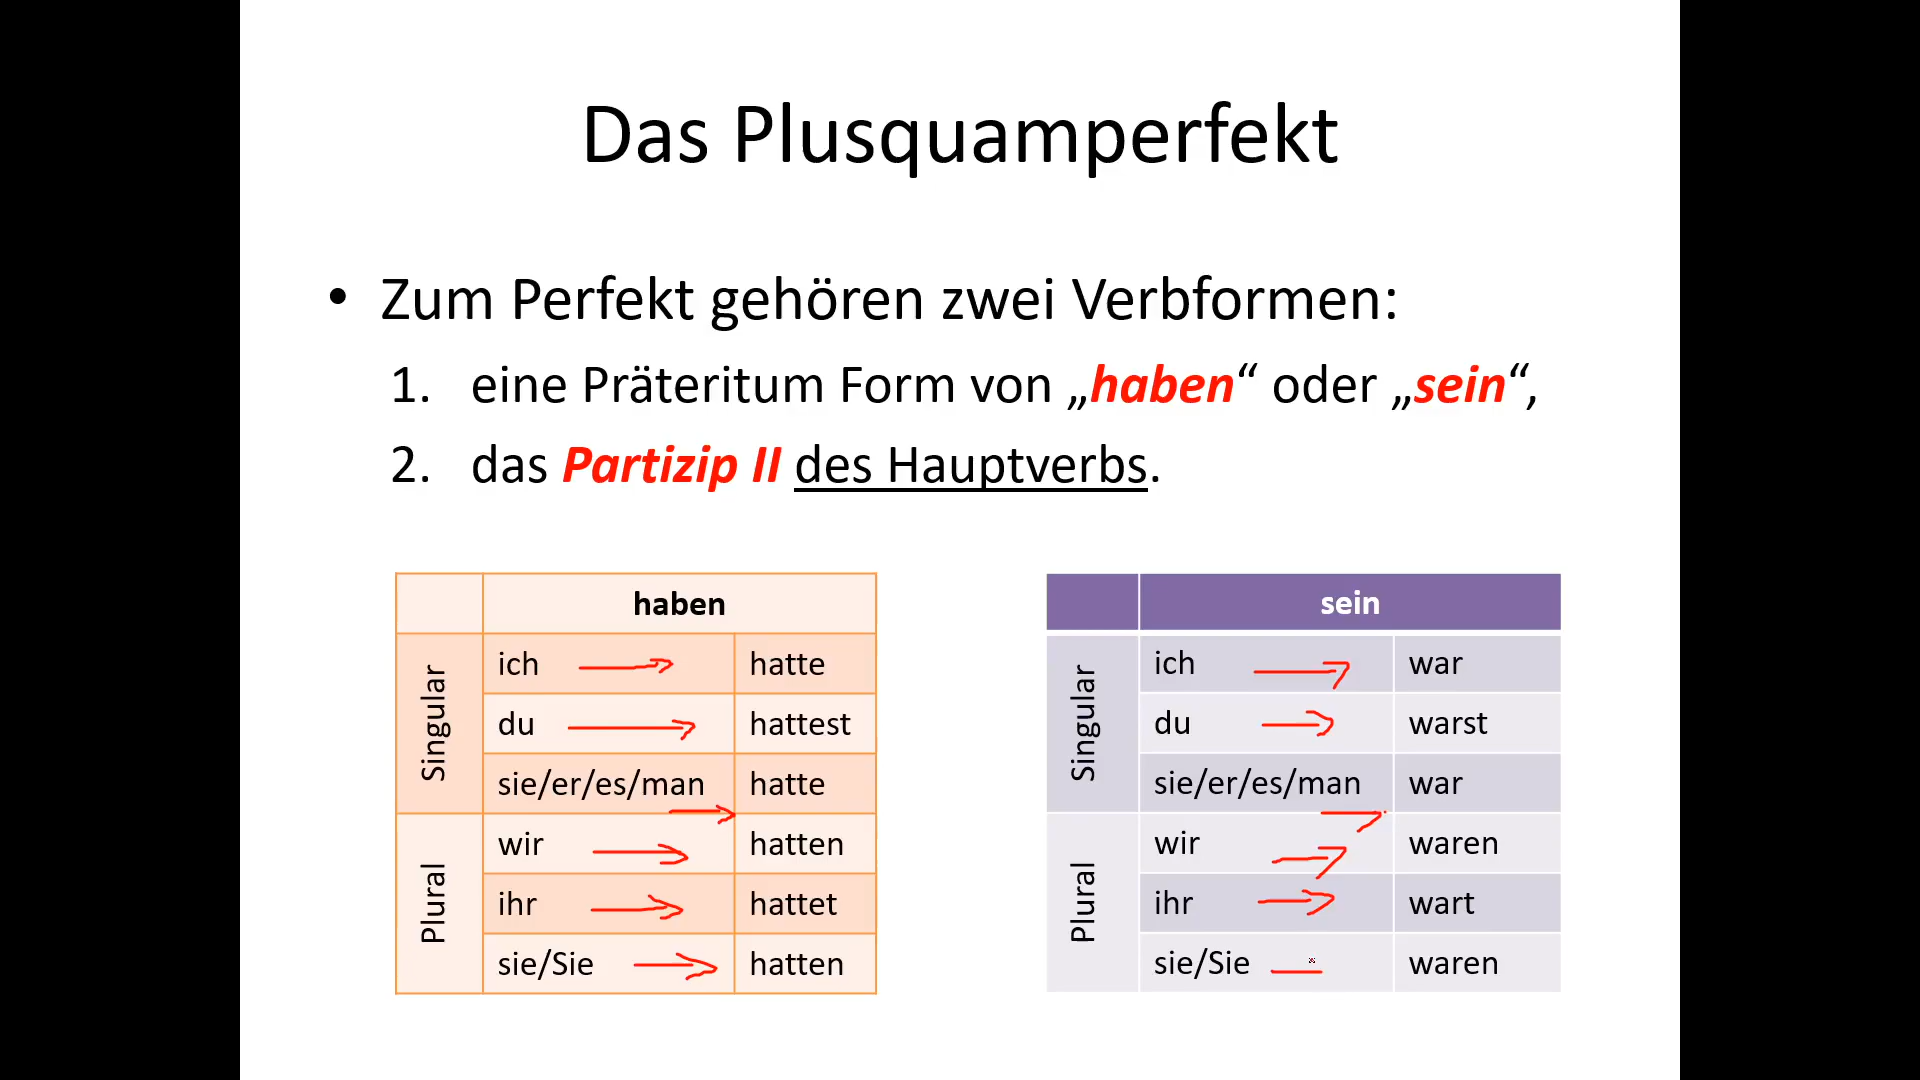 Das Plusquamperfekt
• Zum Perfekt gehören zwei Verbformen:
1. eine Präteritum Form von „haben“ oder „sein“,
2. das Partizip II des Hauptverbs.
haben
Singular
ich hatte
du hattest
sie/er/es/man hatte
Plural
wir hatten
ihr hattet
sie/Sie hatten
sein
Singular
ich war
du warst
sie/er/es/man war
Plural
wir waren
ihr wart
sie/Sie waren